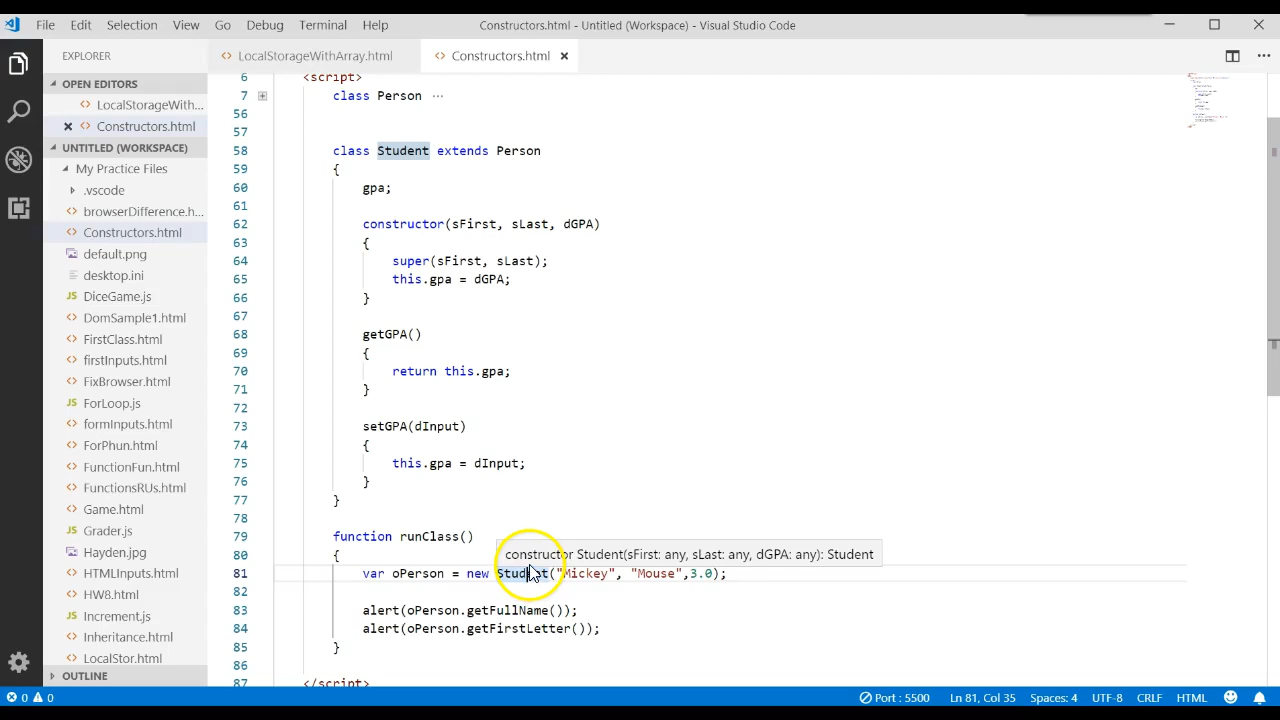 File Edit Selection View Go Debug Terminal Help Constructors.html - Untitled (Workspace) - Visual Studio Code
EXPLORER
LocalStorageWithArray.html
Constructors.html
OPEN EDITORS
LocalStorageWith...
Constructors.html
UNTITLED (WORKSPACE)
My Practice Files
.vscode
browserDifference.h...
Constructors.html
default.png
desktop.ini
JS DiceGame.js
DomSample1.html
FirstClass.html
firstInputs.html
FixBrowser.html
JS ForLoop.js
formInputs.html
ForPhun.html
FunctionFun.html
FunctionsRUs.html
Game.html
JS Grader.js
Hayden.jpg
HTMLInputs.html
HW8.html
JS Increment.js
Inheritance.html
LocalStor.html
OUTLINE
6 <script>
7 class Person ...
56
57
58 class Student extends Person
59 {
60 gpa;
61
62 constructor(sFirst, sLast, dGPA)
63 {
64 super(sFirst, sLast);
65 this.gpa = dGPA;
66 }
67
68 getGPA()
69 {
70 return this.gpa;
71 }
72
73 setGPA(dInput)
74 {
75 this.gpa = dInput;
76 }
77 }
78
79 function runClass()
constructor Student(sFirst: any, sLast: any, dGPA: any): Student
80 {
81 var oPerson = new Student("Mickey", "Mouse",3.0);
82
83 alert(oPerson.getFullName());
84 alert(oPerson.getFirstLetter());
85 }
86
87 </script>
0 0 Port : 5500 Ln 81, Col 35 Spaces: 4 UTF-8 CRLF HTML